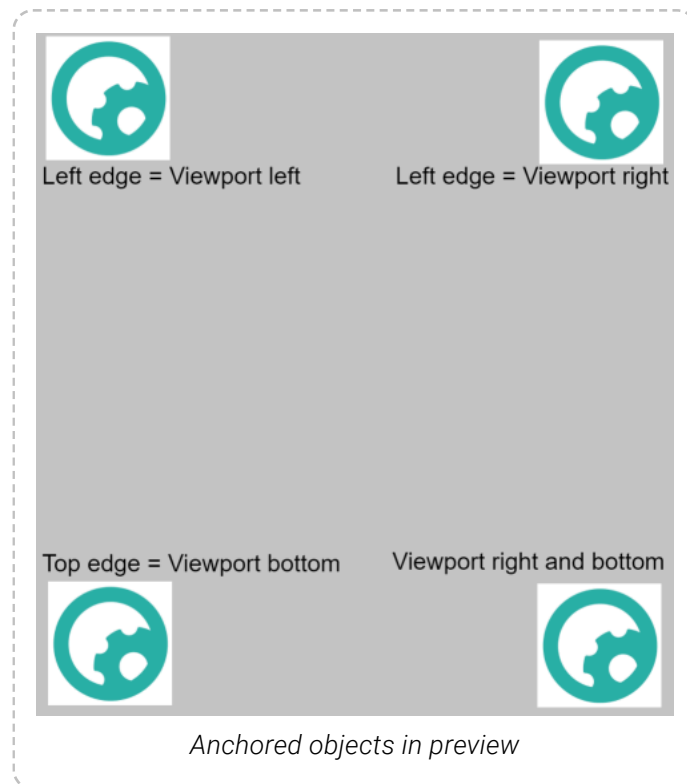 Left edge = Viewport left
Left edge = Viewport right
Top edge = Viewport bottom
Viewport right and bottom
Anchored objects in preview